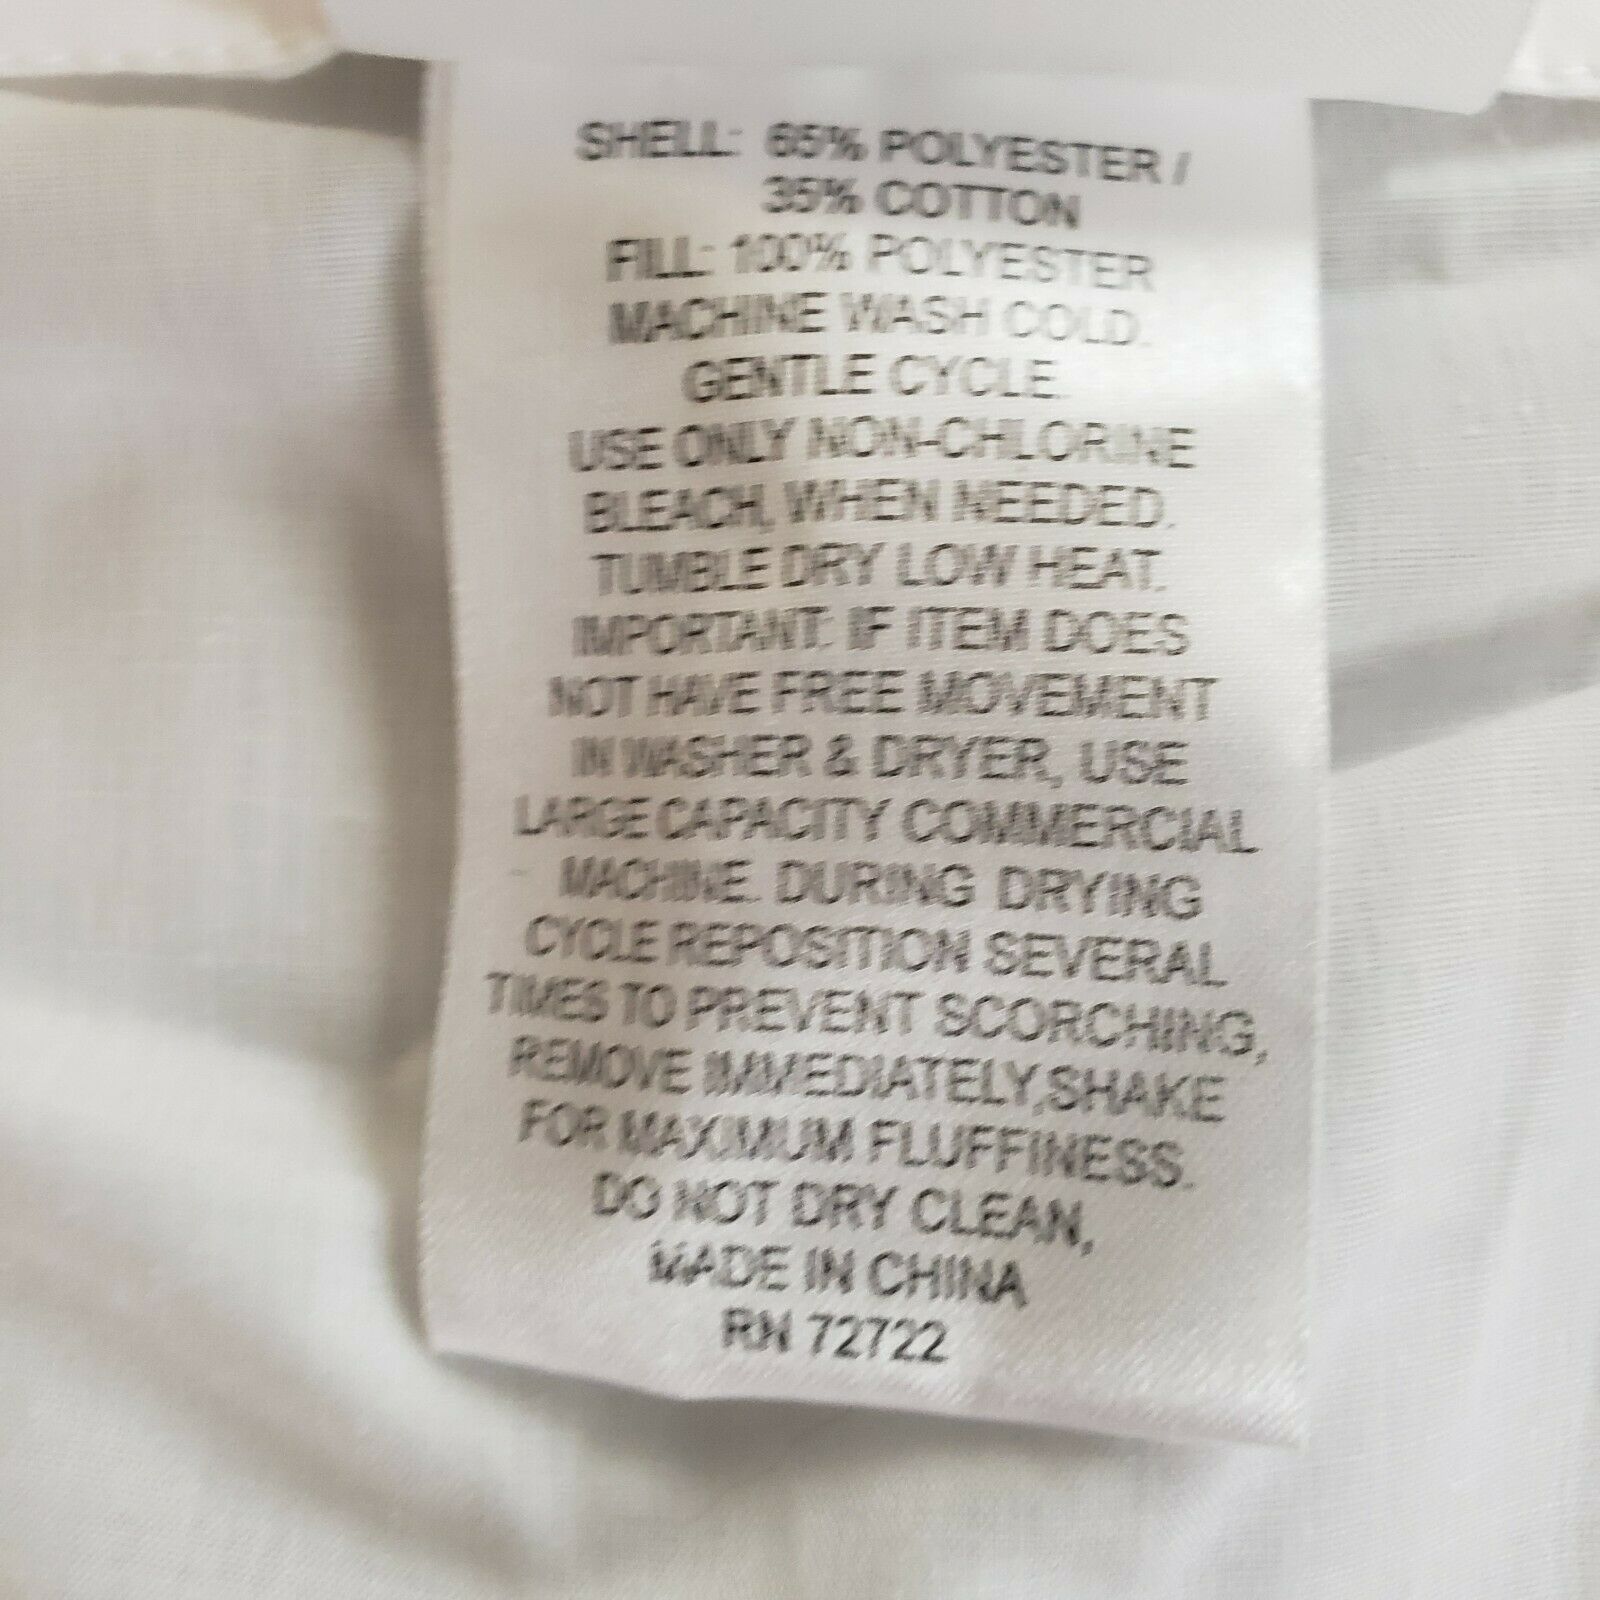 SHELL: 65% POLYESTER /
35% COTTON
FILL: 100% POLYESTER
MACHINE WASH COLD.
GENTLE CYCLE.
USE ONLY NON-CHLORINE
BLEACH, WHEN NEEDED.
TUMBLE DRY LOW HEAT.
IMPORTANT: IF ITEM DOES
NOT HAVE FREE MOVEMENT
IN WASHER & DRYER, USE
LARGE CAPACITY COMMERCIAL
MACHINE. DURING DRYING
CYCLE REPOSITION SEVERAL
TIMES TO PREVENT SCORCHING,
REMOVE IMMEDIATELY,SHAKE
FOR MAXIMUM FLUFFINESS.
DO NOT DRY CLEAN,
MADE IN CHINA
RN 72722